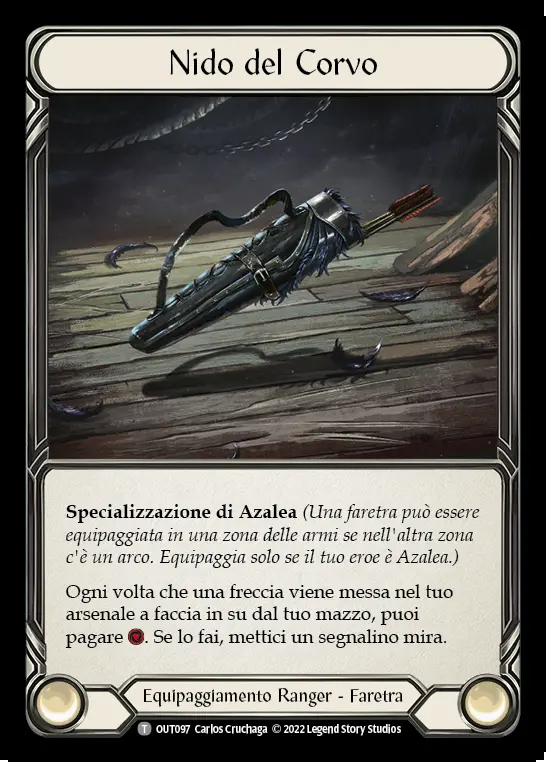 Nido del Corvo
Specializzazione di Azalea (Una faretra può essere
equipaggiata in una zona delle armi se nell'altra zona
c'è un arco. Equipaggia solo se il tuo eroe è Azalea.)
Ogni volta che una freccia viene messa nel tuo
arsenale a faccia in su dal tuo mazzo, puoi
pagare . Se lo fai, mettici un segnalino mira.
Equipaggiamento Ranger - Faretra
T OUT097 Carlos Cruchaga © 2022 Legend Story Studios